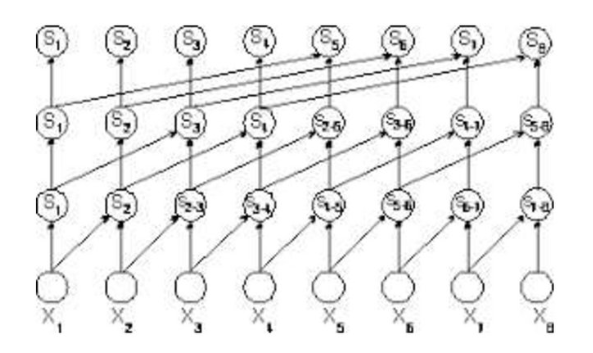 S₁ S₂ S₃ S₄ S₅ S₆ S₇ S₈
S₁ S₂ S₃ S₄ S₂₋₅ S₃₋₆ S₄₋₇ S₅₋₈
S₁ S₂ S₂₋₃ S₃₋₄ S₄₋₅ S₅₋₆ S₆₋₇ S₇₋₈
X₁ X₂ X₃ X₄ X₅ X₆ X₇ X₈